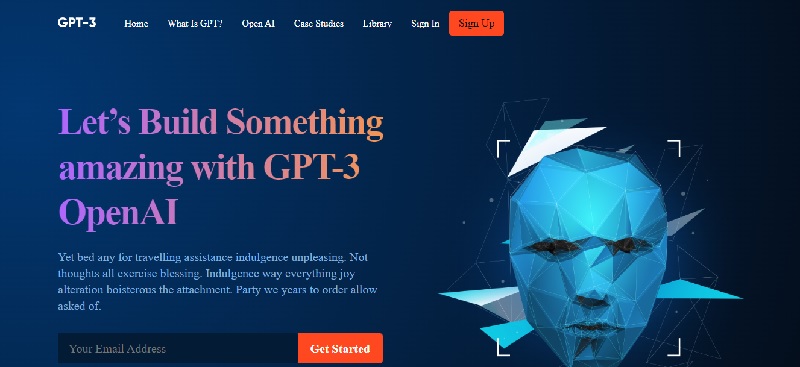 GPT-3
Home
What Is GPT?
Open AI
Case Studies
Library
Sign In
Sign Up
Let's Build Something
amazing with GPT-3
OpenAI
Yet bed any for travelling assistance indulgence unpleasing. Not
thoughts all exercise blessing. Indulgence way everything joy
alteration boisterous the attachment. Party we years to order allow
asked of.
Your Email Address
Get Started